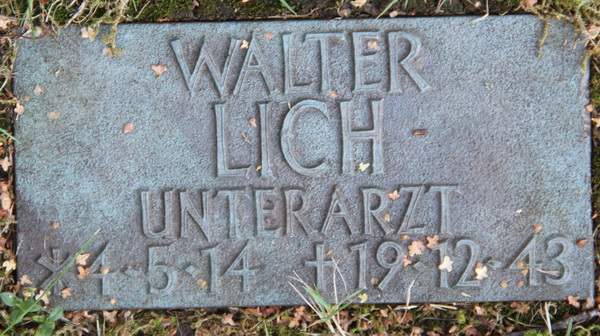 WALTER
LICH
UNTERARZT
*4·5·14 †19·12·43